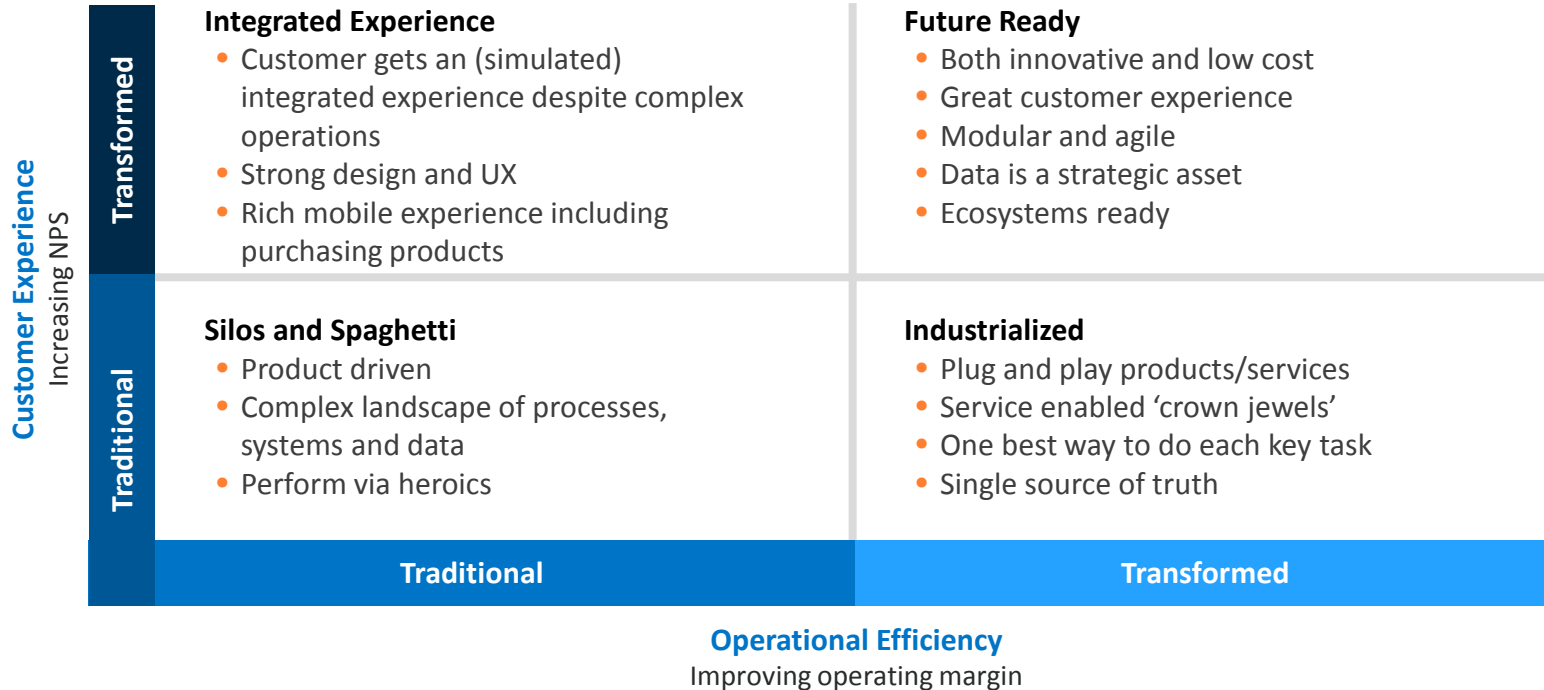 Customer Experience
Increasing NPS
Transformed
Integrated Experience
• Customer gets an (simulated)
integrated experience despite complex
operations
• Strong design and UX
• Rich mobile experience including
purchasing products
Future Ready
• Both innovative and low cost
• Great customer experience
• Modular and agile
• Data is a strategic asset
• Ecosystems ready
Traditional
Silos and Spaghetti
• Product driven
• Complex landscape of processes,
systems and data
• Perform via heroics
Industrialized
• Plug and play products/services
• Service enabled ‘crown jewels’
• One best way to do each key task
• Single source of truth
Traditional
Transformed
Operational Efficiency
Improving operating margin